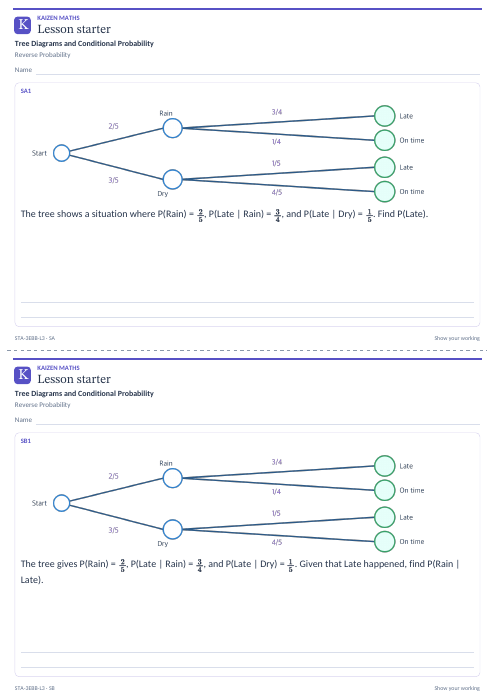 K
KAIZEN MATHS
Lesson starter
Tree Diagrams and Conditional Probability
Reverse Probability
Name
SA1
Start
2/5
3/5
Rain
Dry
3/4
1/4
1/5
4/5
Late
On time
Late
On time
The tree shows a situation where P(Rain) = 2/5, P(Late | Rain) = 3/4, and P(Late | Dry) = 1/5. Find P(Late).
STA-3EBB-L3 - SA
Show your working
K
KAIZEN MATHS
Lesson starter
Tree Diagrams and Conditional Probability
Reverse Probability
Name
SB1
Start
2/5
3/5
Rain
Dry
3/4
1/4
1/5
4/5
Late
On time
Late
On time
The tree gives P(Rain) = 2/5, P(Late | Rain) = 3/4, and P(Late | Dry) = 1/5. Given that Late happened, find P(Rain |
Late).
STA-3EBB-L3 - SB
Show your working